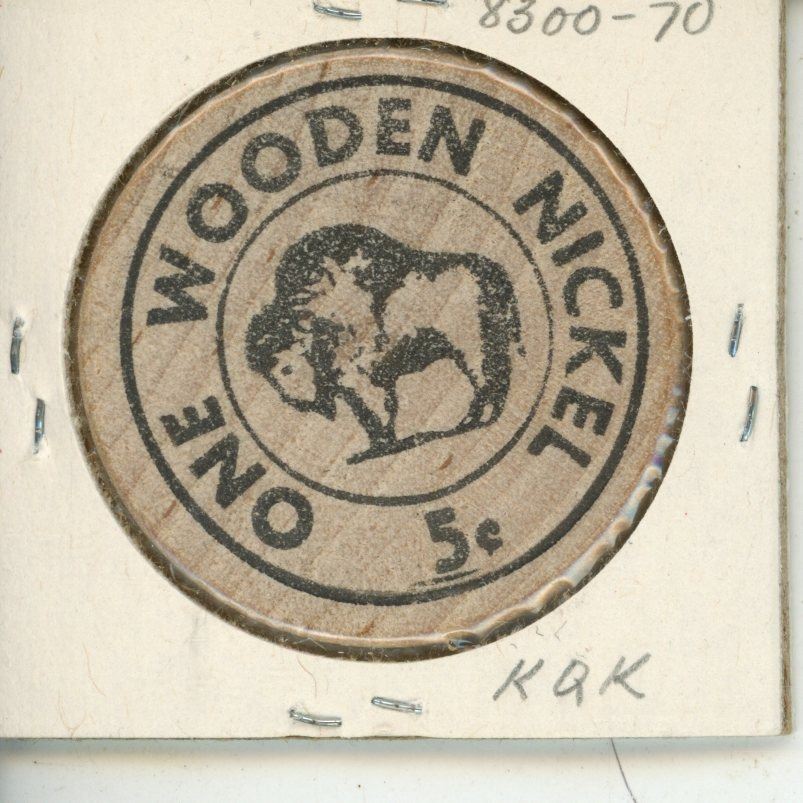 8300-70
ONE WOODEN NICKEL
5¢
KQK